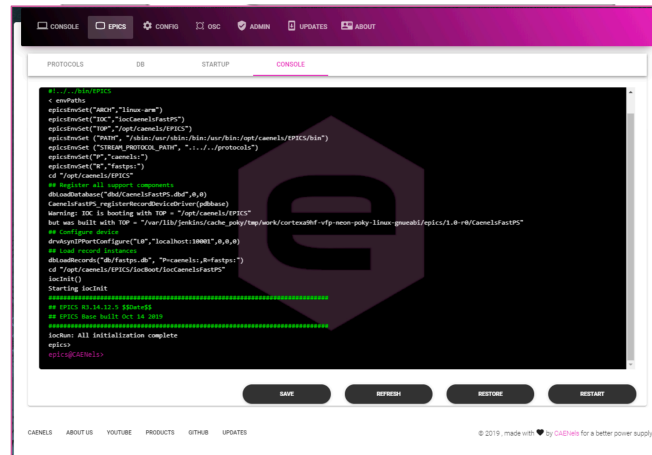 CONSOLE EPICS CONFIG OSC ADMIN UPDATES ABOUT
PROTOCOLS DB STARTUP CONSOLE
#!../../bin/EPICS
< envPaths
epicsEnvSet("ARCH","linux-arm")
epicsEnvSet("IOC","iocCaenelsFastPS")
epicsEnvSet("TOP","/opt/caenels/EPICS")
epicsEnvSet ("PATH", "/sbin:/usr/sbin:/bin:/usr/bin:/opt/caenels/EPICS/bin")
epicsEnvSet ("STREAM_PROTOCOL_PATH", ".:../../protocols")
epicsEnvSet("P","caenels:")
epicsEnvSet("R","fastps:")
cd "/opt/caenels/EPICS"
## Register all support components
dbLoadDatabase("dbd/CaenelsFastPS.dbd",0,0)
CaenelsFastPS_registerRecordDeviceDriver(pdbbase)
Warning: IOC is booting with TOP = "/opt/caenels/EPICS"
but was built with TOP = "/var/lib/jenkins/cache_poky/tmp/work/cortexa9hf-vfp-neon-poky-linux-gnueabi/epics/1.0-r0/CaenelsFastPS"
## Configure device
drvAsynIPPortConfigure("L0","localhost:10001",0,0,0)
## Load record instances
dbLoadRecords("db/fastps.db", "P=caenels:,R=fastps:")
cd "/opt/caenels/EPICS/iocBoot/iocCaenelsFastPS"
iocInit()
Starting iocInit
############################################################################
## EPICS R3.14.12.5 $$Date$$
## EPICS Base built Oct 14 2019
############################################################################
iocRun: All initialization complete
epics>
epics@CAENels>
SAVE REFRESH RESTORE RESTART
CAENELS ABOUT US YOUTUBE PRODUCTS GITHUB UPDATES © 2019 , made with ♥ by CAENels for a better power supply